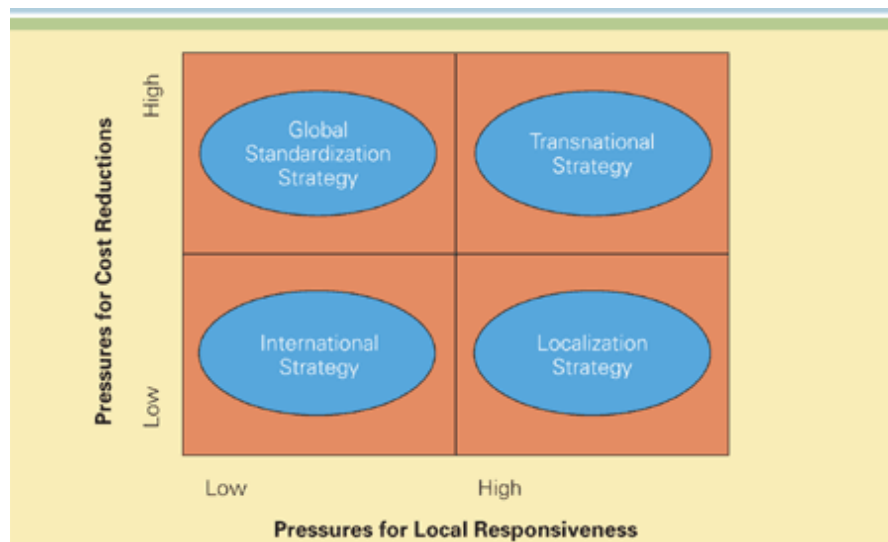 Pressures for Cost Reductions
High
Low
Global
Standardization
Strategy
Transnational
Strategy
International
Strategy
Localization
Strategy
Low
High
Pressures for Local Responsiveness